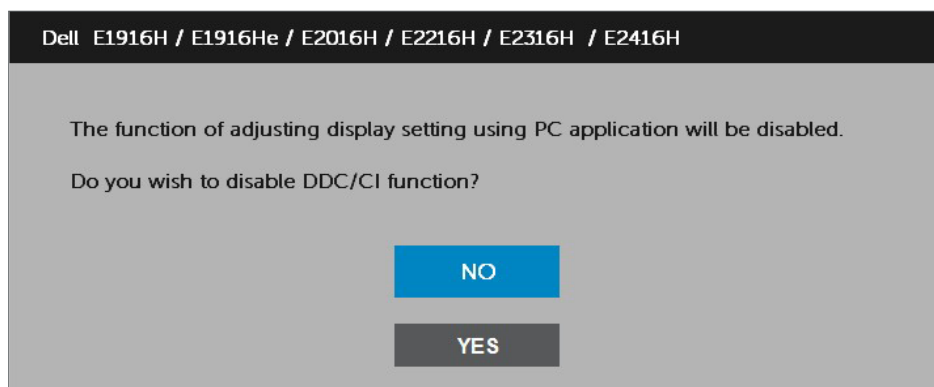 Dell E1916H / E1916He / E2016H / E2216H / E2316H / E2416H
The function of adjusting display setting using PC application will be disabled.
Do you wish to disable DDC/CI function?
NO
YES